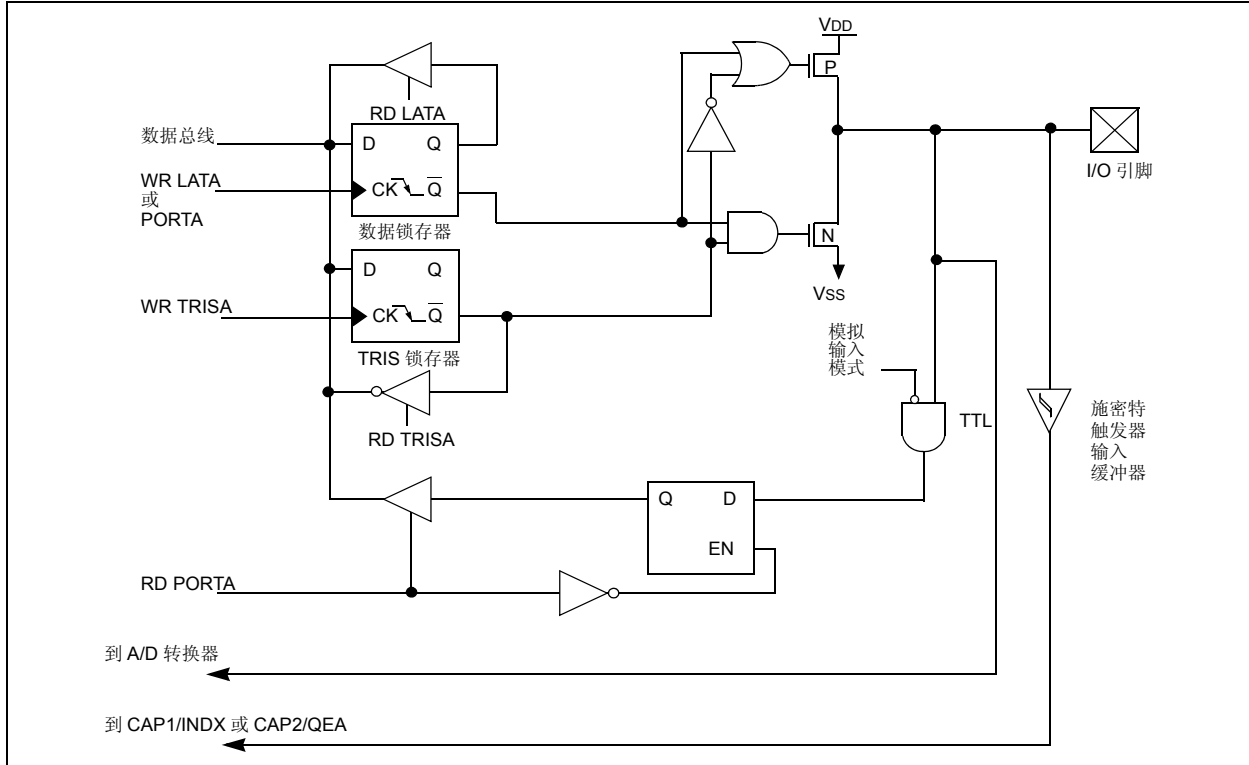 VDD
P
RD LATA
数据总线
D Q
I/O 引脚
WR LATA
或
PORTA
CK Q
数据锁存器
N
D Q
VSS
WR TRISA
CK Q
模拟
输入
模式
TRIS 锁存器
TTL
施密特
触发器
输入
缓冲器
RD TRISA
Q D
EN
RD PORTA
到 A/D 转换器
到 CAP1/INDX 或 CAP2/QEA